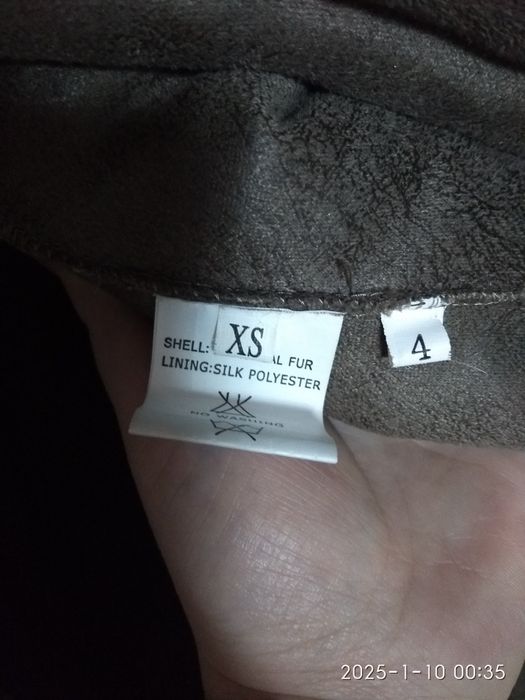 XS
SHELL: AL FUR
LINING:SILK POLYESTER
NO WASHING
4
2025-1-10 00:35